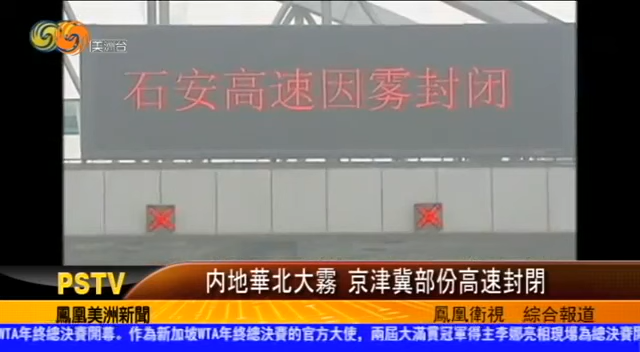 美洲台
石安高速因雾封闭
PSTV
内地華北大霧 京津冀部份高速封閉
鳳凰美洲新聞
鳳凰衛視 綜合報道
WTA年终總決賽開幕。作為新加坡WTA年终總決賽的官方大使，兩屆大滿貫冠軍得主李娜亮相現場為總決賽開